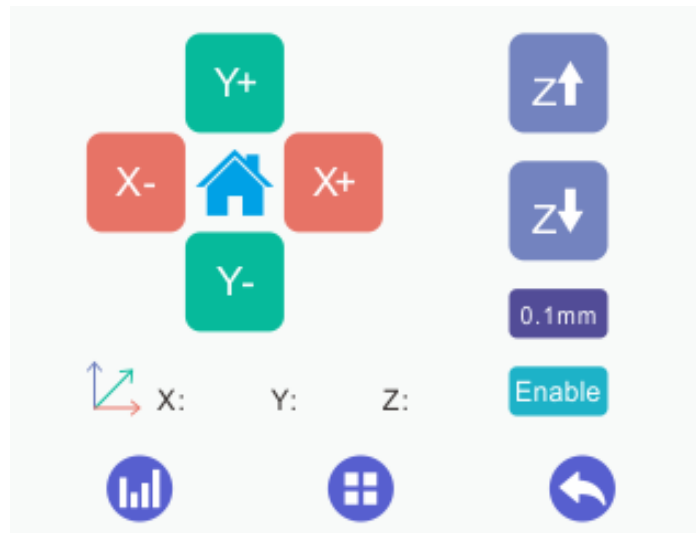 Y+
Z
X-
X+
Z
Y-
0.1mm
Enable
X:
Y:
Z: